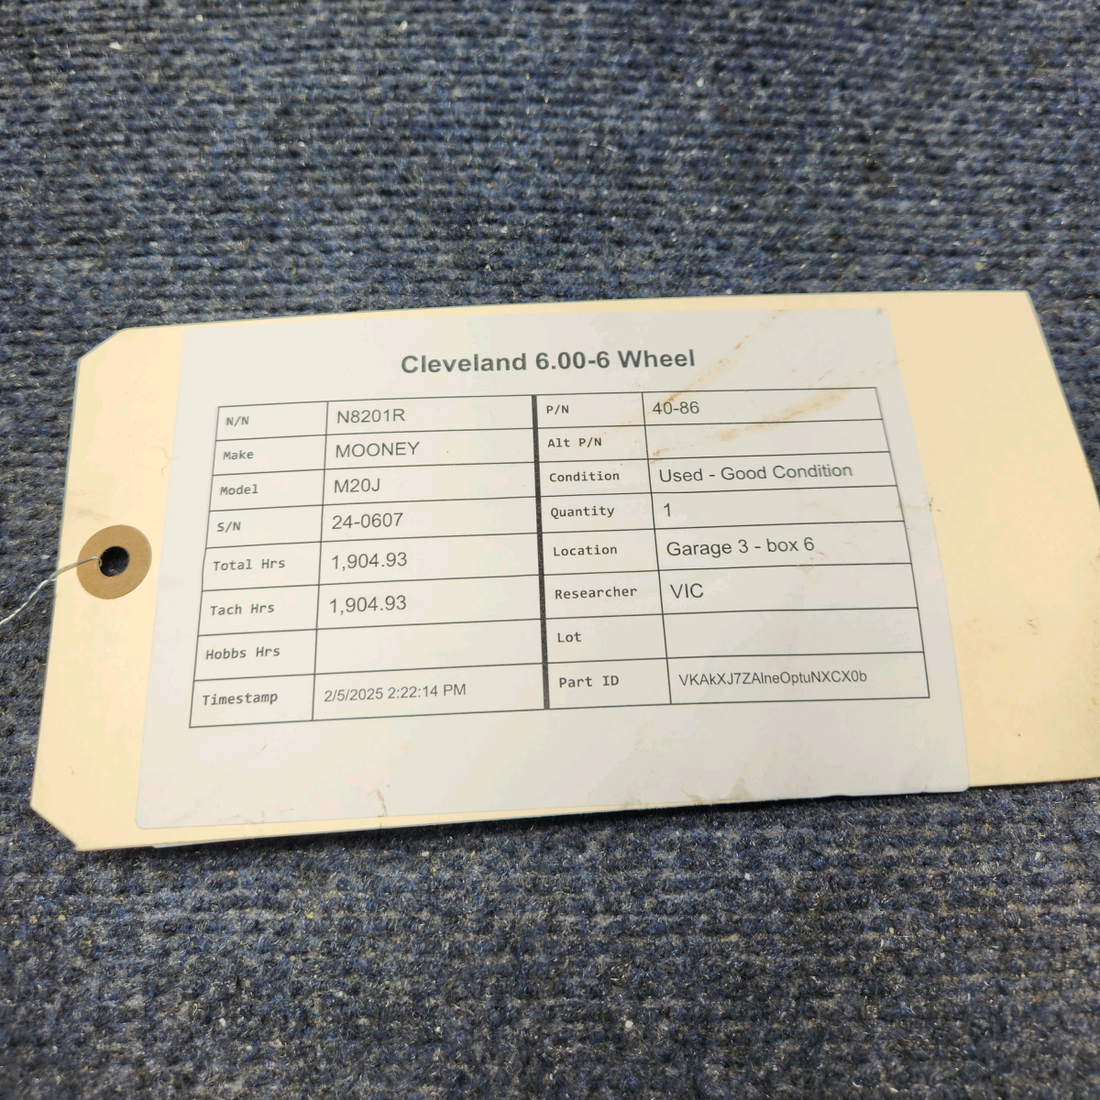 Cleveland 6.00-6 Wheel
N/N N8201R P/N 40-86
Make MOONEY Alt P/N
Model M20J Condition Used - Good Condition
S/N 24-0607 Quantity 1
Total Hrs 1,904.93 Location Garage 3 - box 6
Tach Hrs 1,904.93 Researcher VIC
Hobbs Hrs Lot
Timestamp 2/5/2025 2:22:14 PM Part ID VKAkXJ7ZAlneOptuNXCX0b